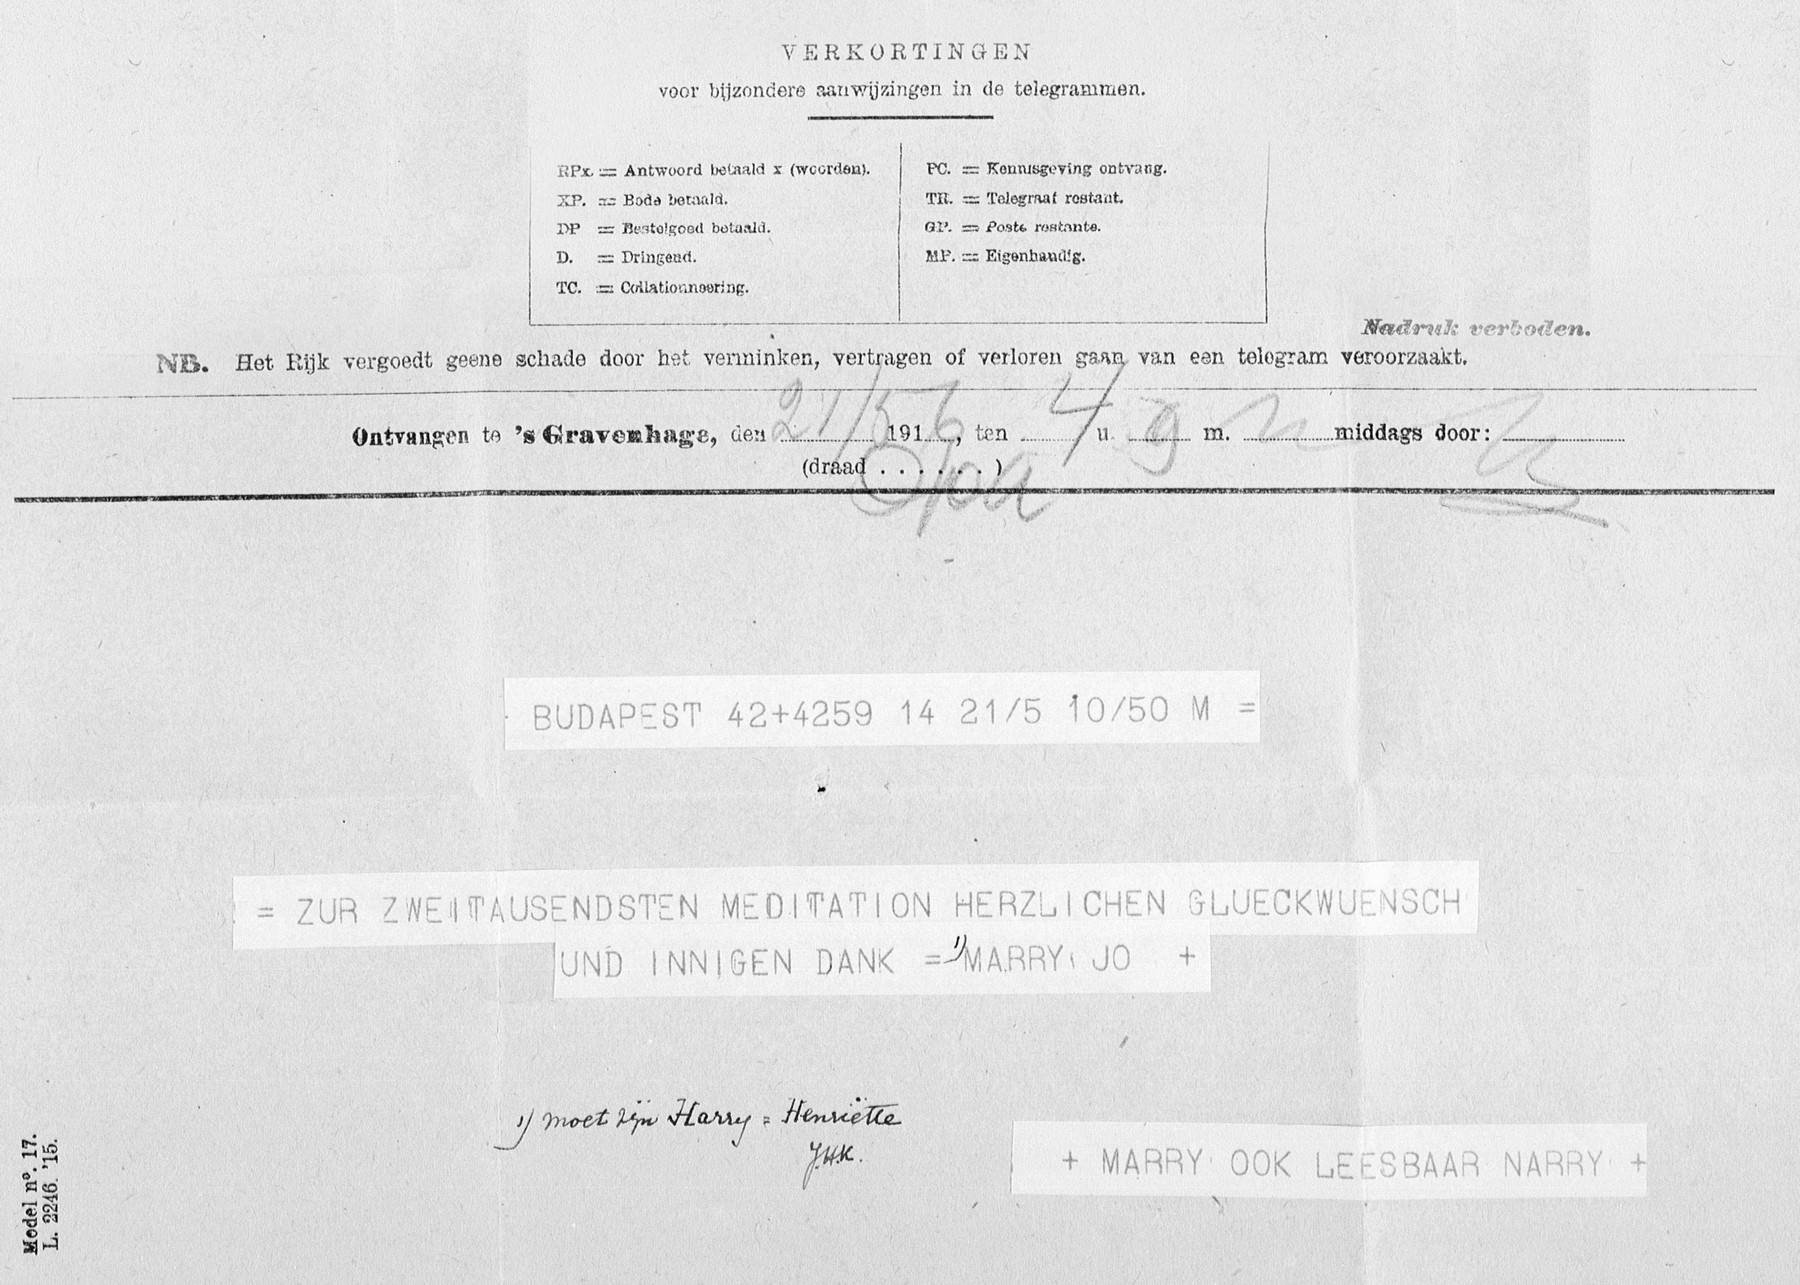 VERKORTINGEN
voor bijzondere aanwijzingen in de telegrammen.
RPx. = Antwoord betaald x (woorden).
XP. = Bode betaald.
DP = Bestelgoed betaald.
D. = Dringend.
TC. = Collationneering.
PC. = Kennisgeving ontvang.
TR. = Telegraaf restant.
GP. = Poste restante.
MP. = Eigenhandig.
Nadruk verboden.
NB. Het Rijk vergoedt geene schade door het verminken, vertragen of verloren gaan van een telegram veroorzaakt.
Ontvangen te 's Gravenhage, den 21/5 1916, ten 4 u. 9 m. n middags door:
(draad . . . . . . )
BUDAPEST 42+4259 14 21/5 10/50 M =
= ZUR ZWEITAUSENDSTEN MEDITATION HERZLICHEN GLUECKWUENSCH
UND INNIGEN DANK = 1) MARRY JO +
1) moet zijn Harry = Henriëtte
J.H.K.
+ MARRY OOK LEESBAAR NARRY +
Model nº. 17.
L. 2246. '15.